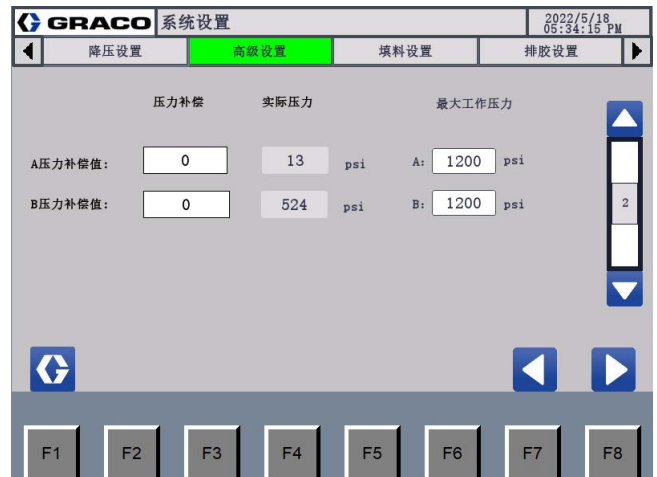 GRACO 系统设置 2022/5/18
05:34:15 PM
降压设置 高级设置 填料设置 排胶设置
压力补偿 实际压力 最大工作压力
A压力补偿值: 0 13 psi A: 1200 psi
B压力补偿值: 0 524 psi B: 1200 psi
2
F1 F2 F3 F4 F5 F6 F7 F8